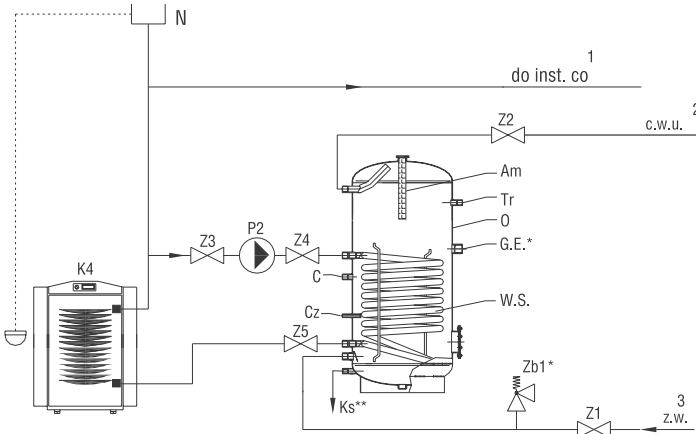 N
1
do inst. co
2
c.w.u.
Z2
Am
Tr
O
G.E.*
P2
Z3
Z4
C
K4
Cz
W.S.
Z5
Zb1*
Ks**
Z1
3
z.w.